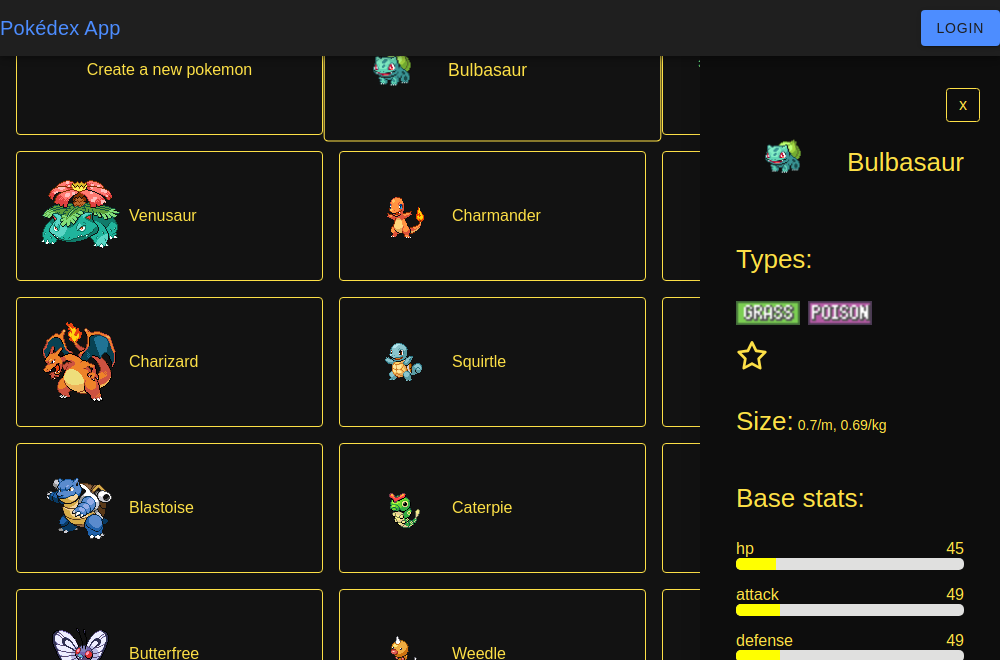 Pokédex App
LOGIN
Create a new pokemon
Bulbasaur
Venusaur
Charmander
Charizard
Squirtle
Blastoise
Caterpie
Butterfree
Weedle
x
Bulbasaur
Types:
GRASS POISON
Size: 0.7/m, 0.69/kg
Base stats:
hp 45
attack 49
defense 49